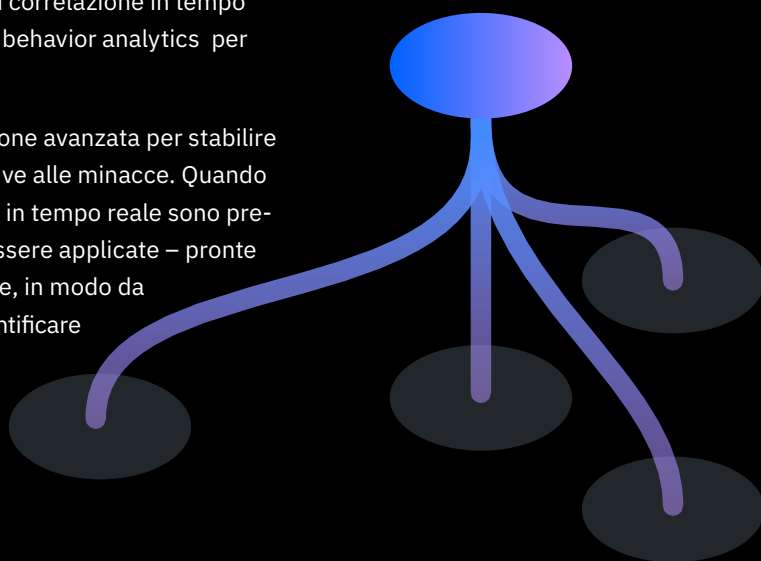 correlazione in tempo
behavior analytics per
one avanzata per stabilire
ve alle minacce. Quando
in tempo reale sono pre-
ssere applicate – pronte
e, in modo da
ntificare